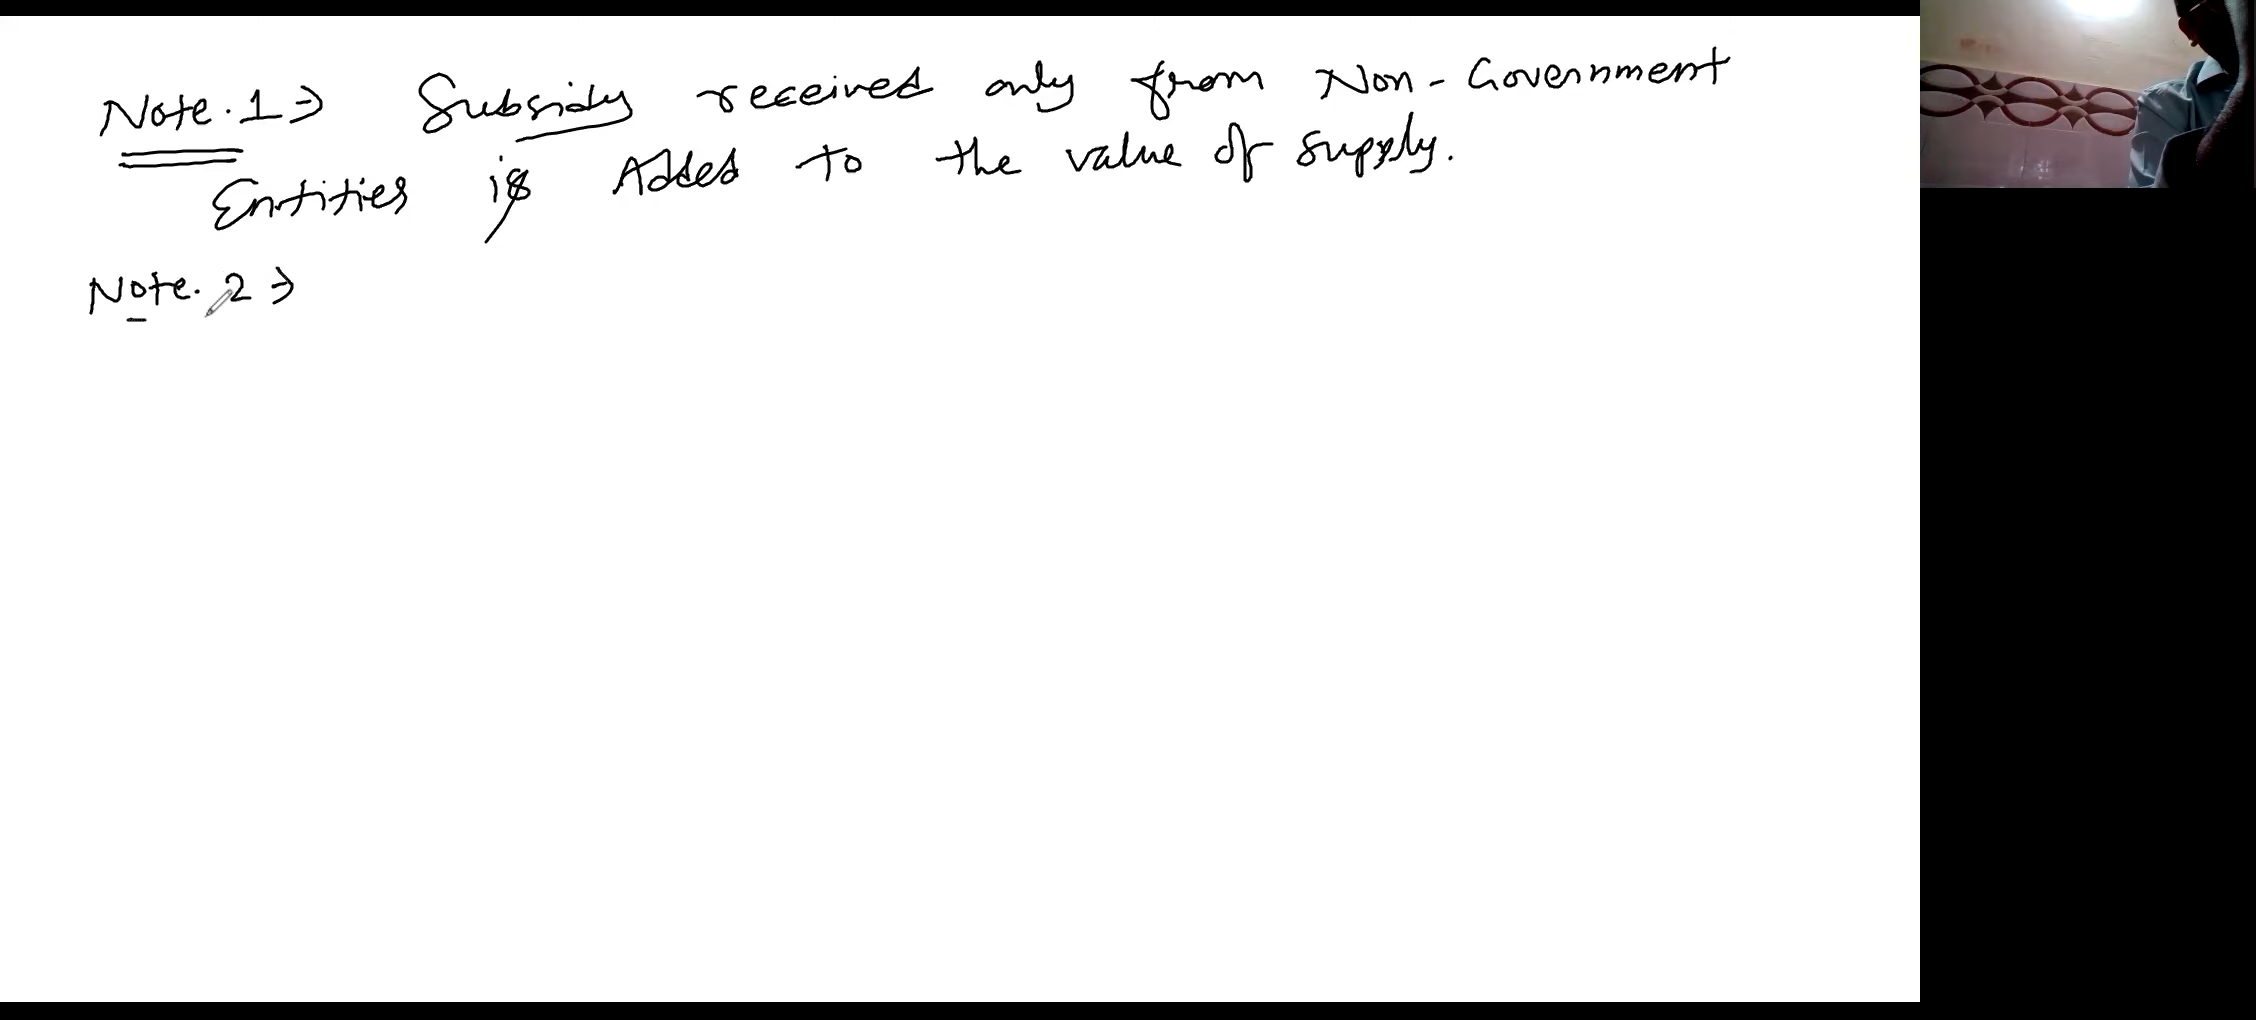 Note.1 ⇒ Subsidy received only from Non-Government
Entities is Added to the value of supply.
Note. 2 ⇒